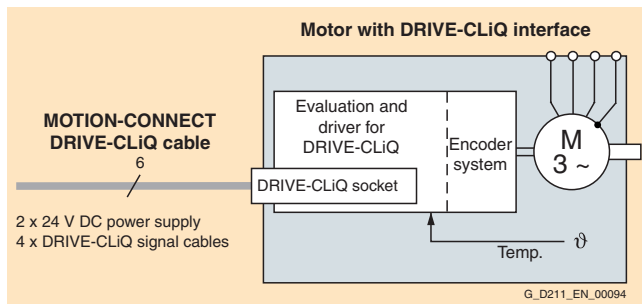 Motor with DRIVE-CLiQ interface
MOTION-CONNECT
DRIVE-CLiQ cable
6
2 x 24 V DC power supply
4 x DRIVE-CLiQ signal cables
Evaluation and
driver for
DRIVE-CLiQ
Encoder
system
DRIVE-CLiQ socket
M
3 ~
Temp.
ϑ
G_D211_EN_00094